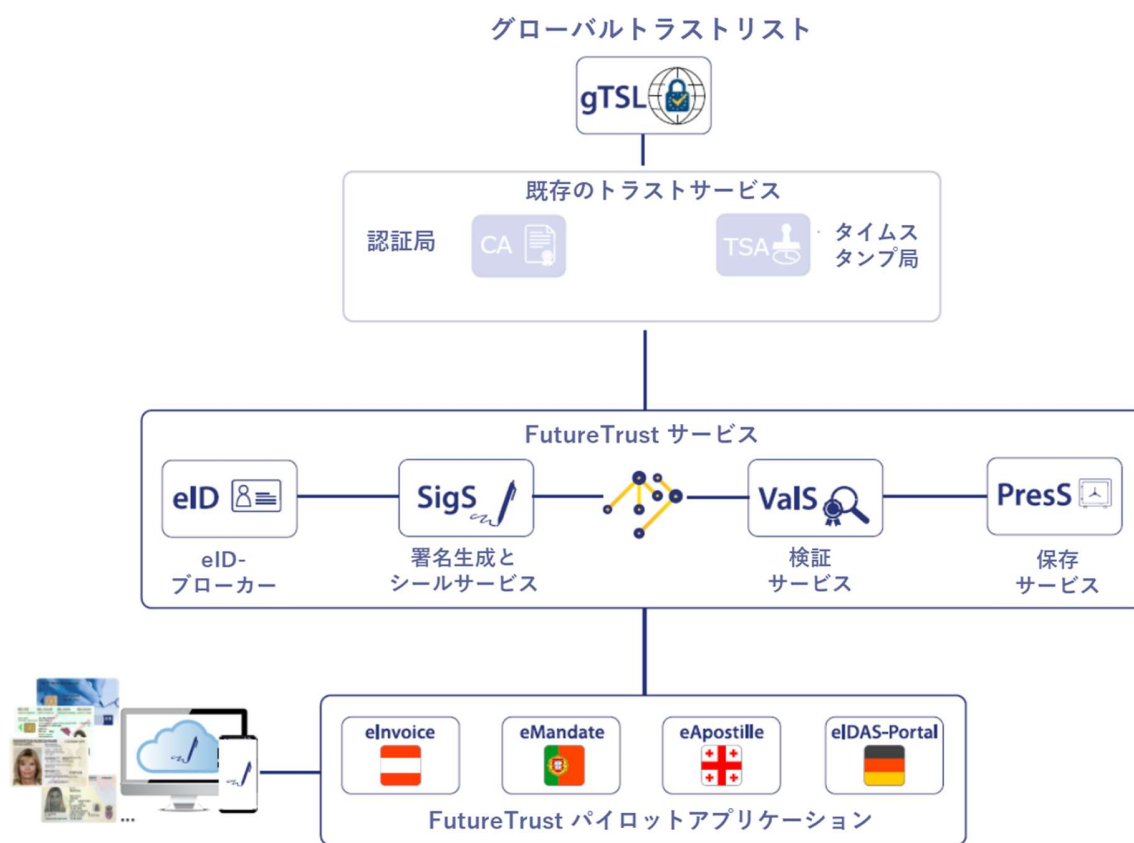 グローバルトラストリスト
gTSL
既存のトラストサービス
認証局
CA
TSA
タイムス
タンプ局
FutureTrust サービス
eID
SigS
ValS
PresS
eID-
ブローカー
署名生成と
シールサービス
検証
サービス
保存
サービス
eInvoice
eMandate
eApostille
eIDAS-Portal
...
FutureTrust パイロットアプリケーション